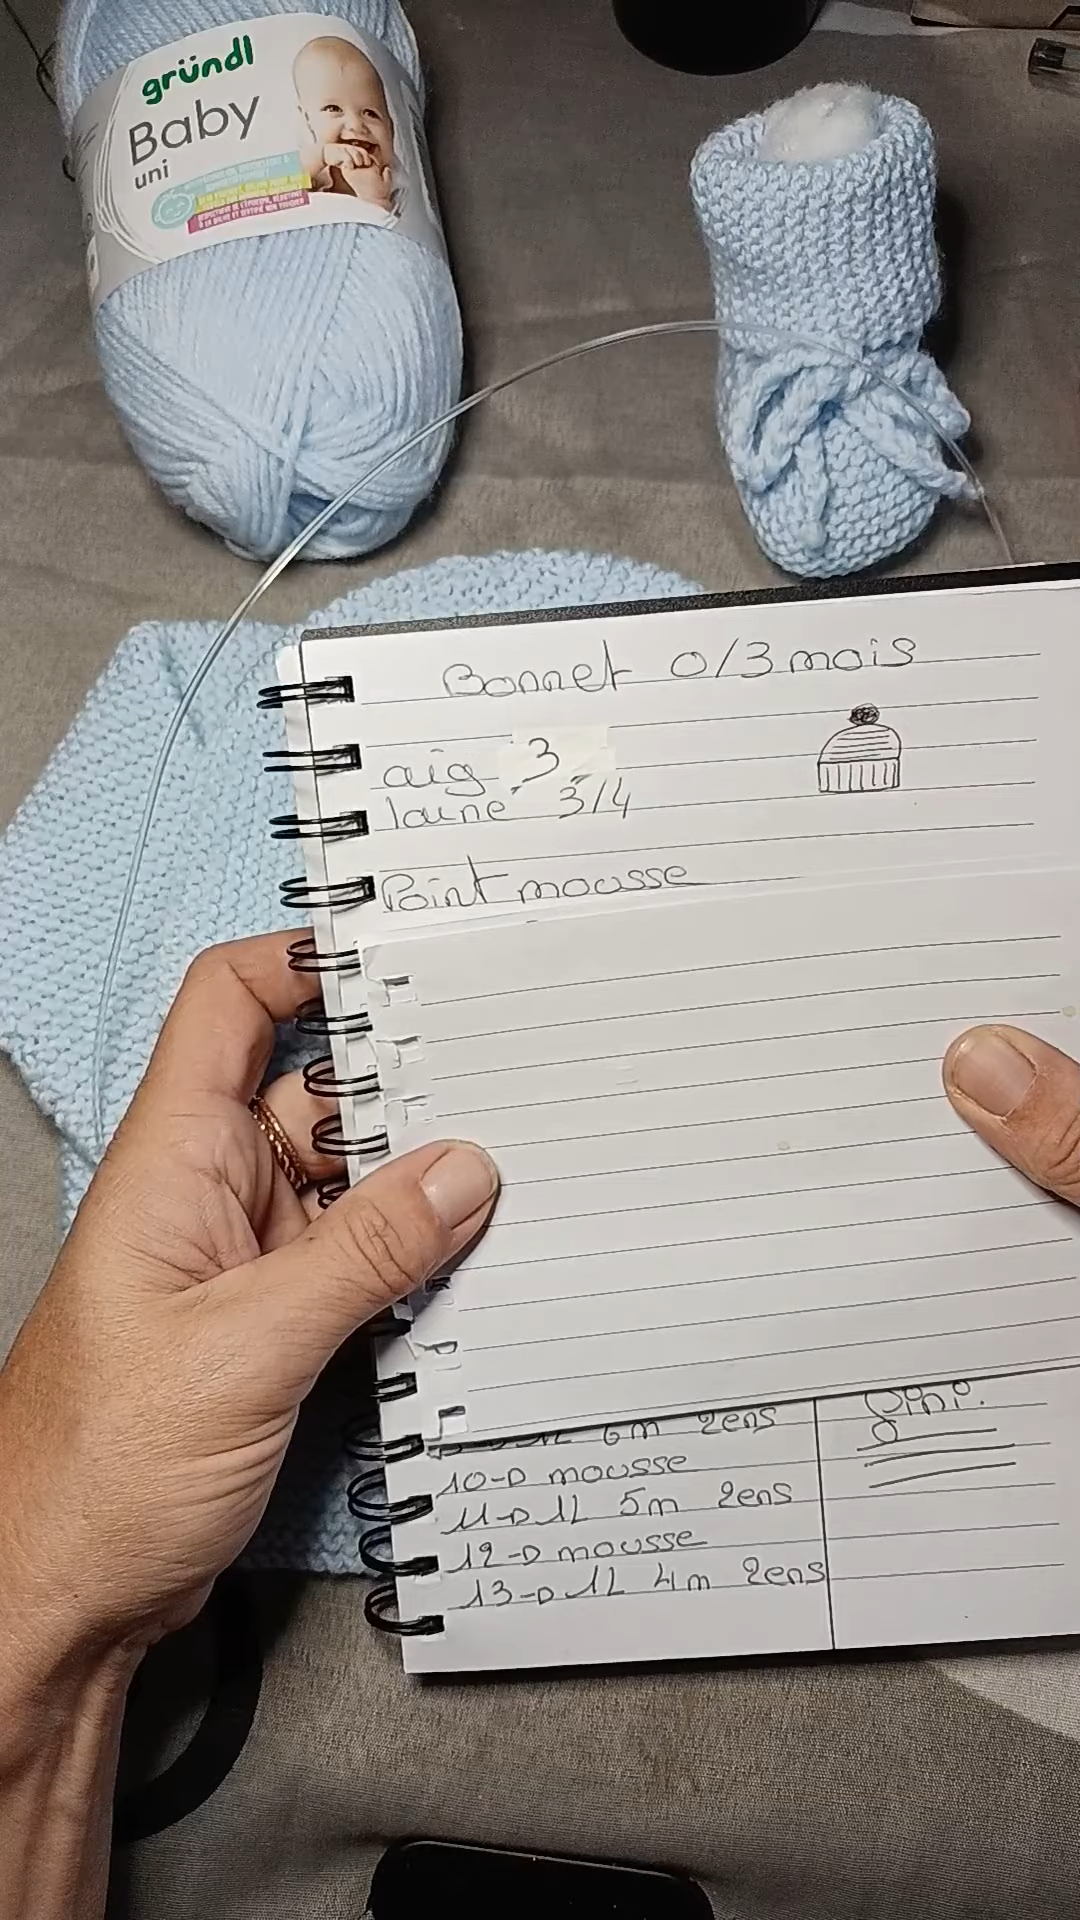 gründl
Baby
uni
Bonnet 0/3 mois
aig 3
laine 3/4
Point mousse
6m 2ens
10-D mousse
11-D 1L 5m 2ens
12-D mousse
13-D 1L 4m 2ens
fini.